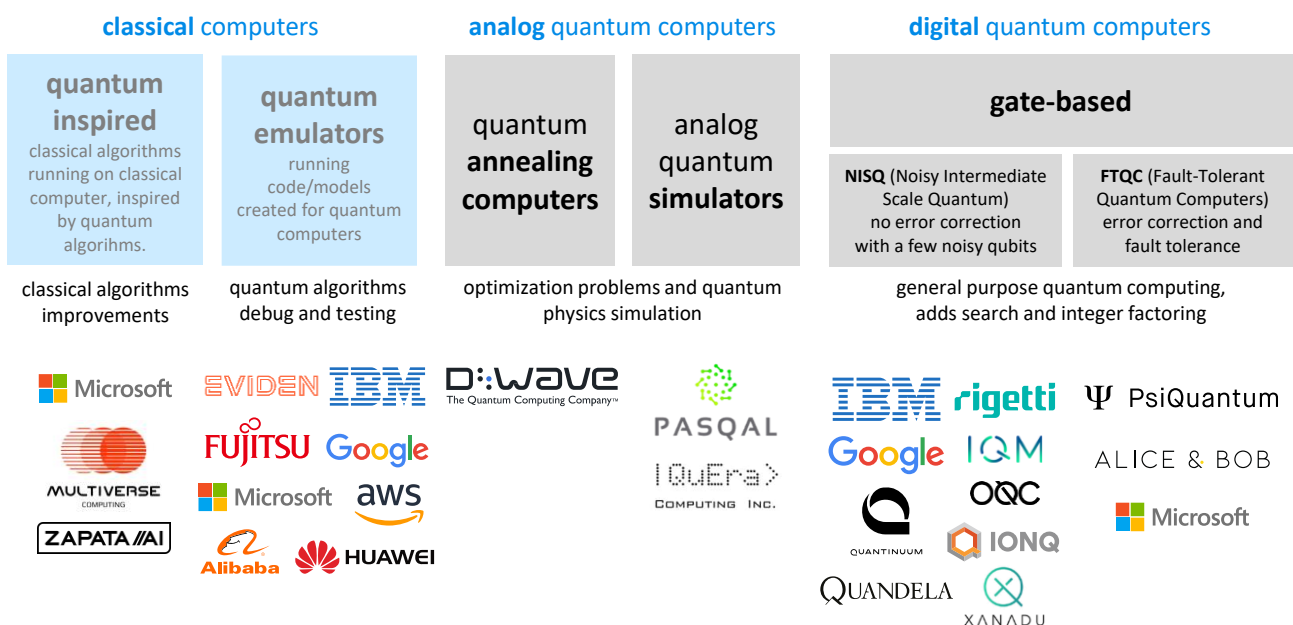 classical computers
analog quantum computers
digital quantum computers
quantum
inspired
classical algorithms
running on classical
computer, inspired
by quantum
algorihms.
quantum
emulators
running
code/models
created for quantum
computers
quantum
annealing
computers
analog
quantum
simulators
gate-based
NISQ (Noisy Intermediate
Scale Quantum)
no error correction
with a few noisy qubits
FTQC (Fault-Tolerant
Quantum Computers)
error correction and
fault tolerance
classical algorithms
improvements
quantum algorithms
debug and testing
optimization problems and quantum
physics simulation
general purpose quantum computing,
adds search and integer factoring
Microsoft
MULTIVERSE
COMPUTING
ZAPATA //AI
EVIDEN
IBM
FUJITSU
Google
Microsoft
aws
Alibaba
HUAWEI
D:wave
The Quantum Computing Company™
PASQAL
|QuEra>
COMPUTING INC.
IBM
rigetti
Google
IQM
OQC
QUANTINUUM
IONQ
QUANDELA
XANADU
Ψ PsiQuantum
ALICE & BOB
Microsoft